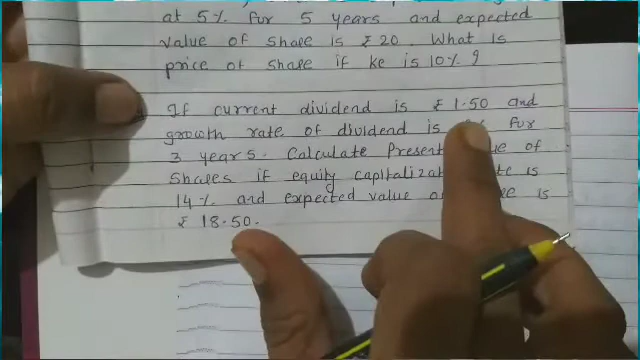 at 5% for 5 years and expected
value of share is ₹ 20 What is
price of share if ke is 10% ?
If current dividend is ₹ 1.50 and
growth rate of dividend is for
3 years. Calculate Present of
shares if equity is
14% and expected value is
₹ 18.50.